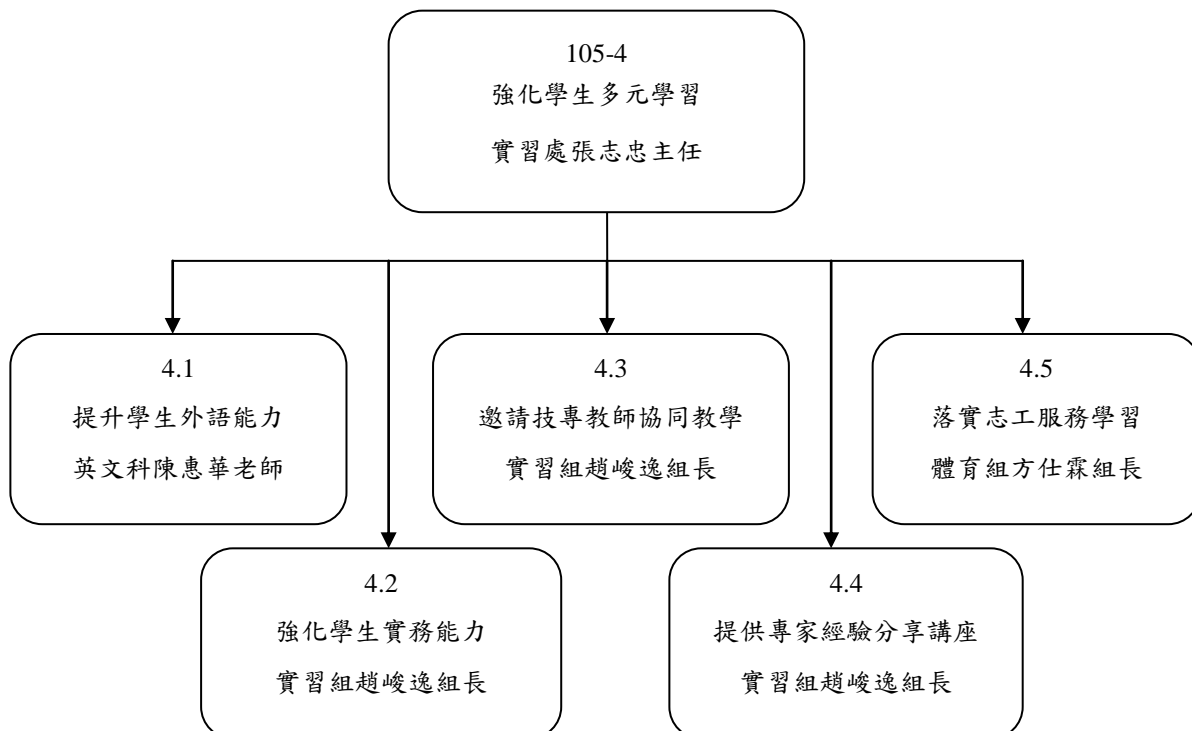 105-4
強化學生多元學習
實習處張志忠主任
4.1
提升學生外語能力
英文科陳惠華老師
4.3
邀請技專教師協同教學
實習組趙峻逸組長
4.5
落實志工服務學習
體育組方仕霖組長
4.2
強化學生實務能力
實習組趙峻逸組長
4.4
提供專家經驗分享講座
實習組趙峻逸組長